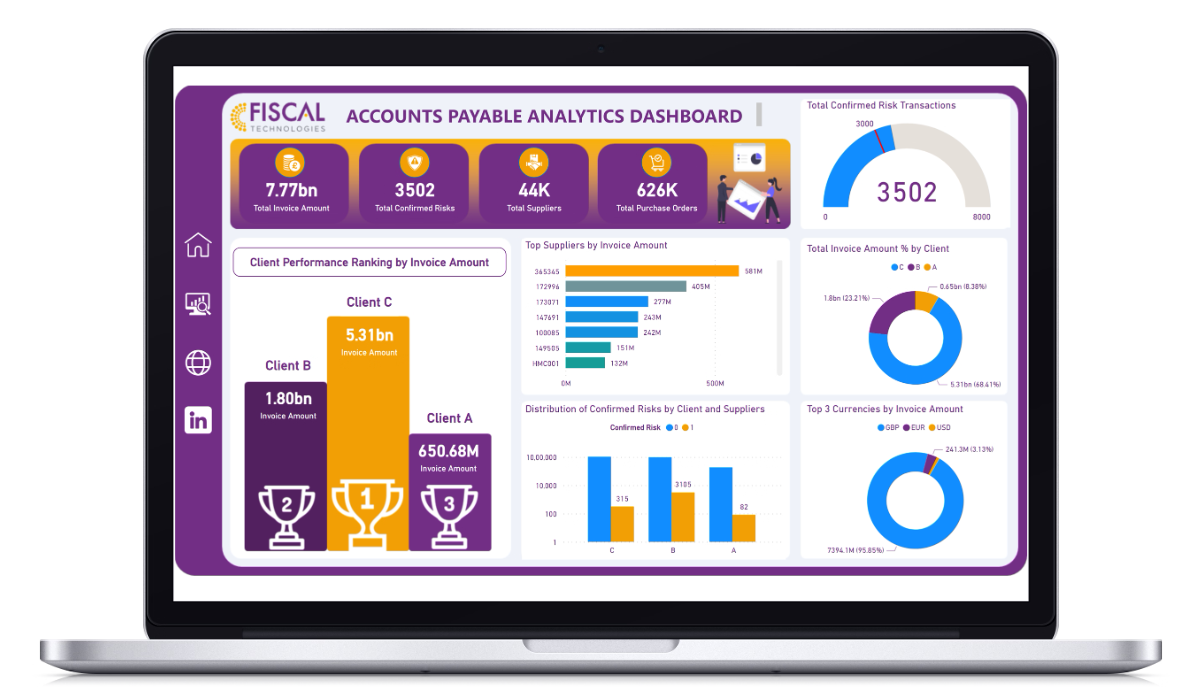 FISCAL
TECHNOLOGIES
ACCOUNTS PAYABLE ANALYTICS DASHBOARD
7.77bn
Total Invoice Amount
3502
Total Confirmed Risks
44K
Total Suppliers
626K
Total Purchase Orders
Total Confirmed Risk Transactions
3000
3502
0
8000
Client Performance Ranking by Invoice Amount
Client C
5.31bn
Invoice Amount
Client B
1.80bn
Invoice Amount
Client A
650.68M
Invoice Amount
2
1
3
in
Top Suppliers by Invoice Amount
365345 581M
172996 405M
173071 277M
147691 243M
100085 242M
149505 151M
HMC001 132M
0M 500M
Total Invoice Amount % by Client
C B A
0.65bn (8.38%)
1.8bn (23.21%)
5.31bn (68.41%)
Distribution of Confirmed Risks by Client and Suppliers
Confirmed Risk 0 1
10,00,000
10,000
100
1
315
3105
82
C B A
Top 3 Currencies by Invoice Amount
GBP EUR USD
241.3M (3.13%)
7394.1M (95.85%)